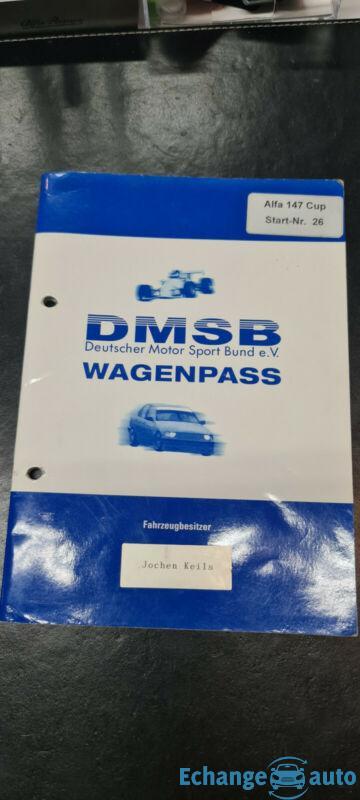 Alfa 147 Cup
Start-Nr. 26
DMSB
Deutscher Motor Sport Bund e.V.
WAGENPASS
Fahrzeugbesitzer
Jochen Keils
Echange auto